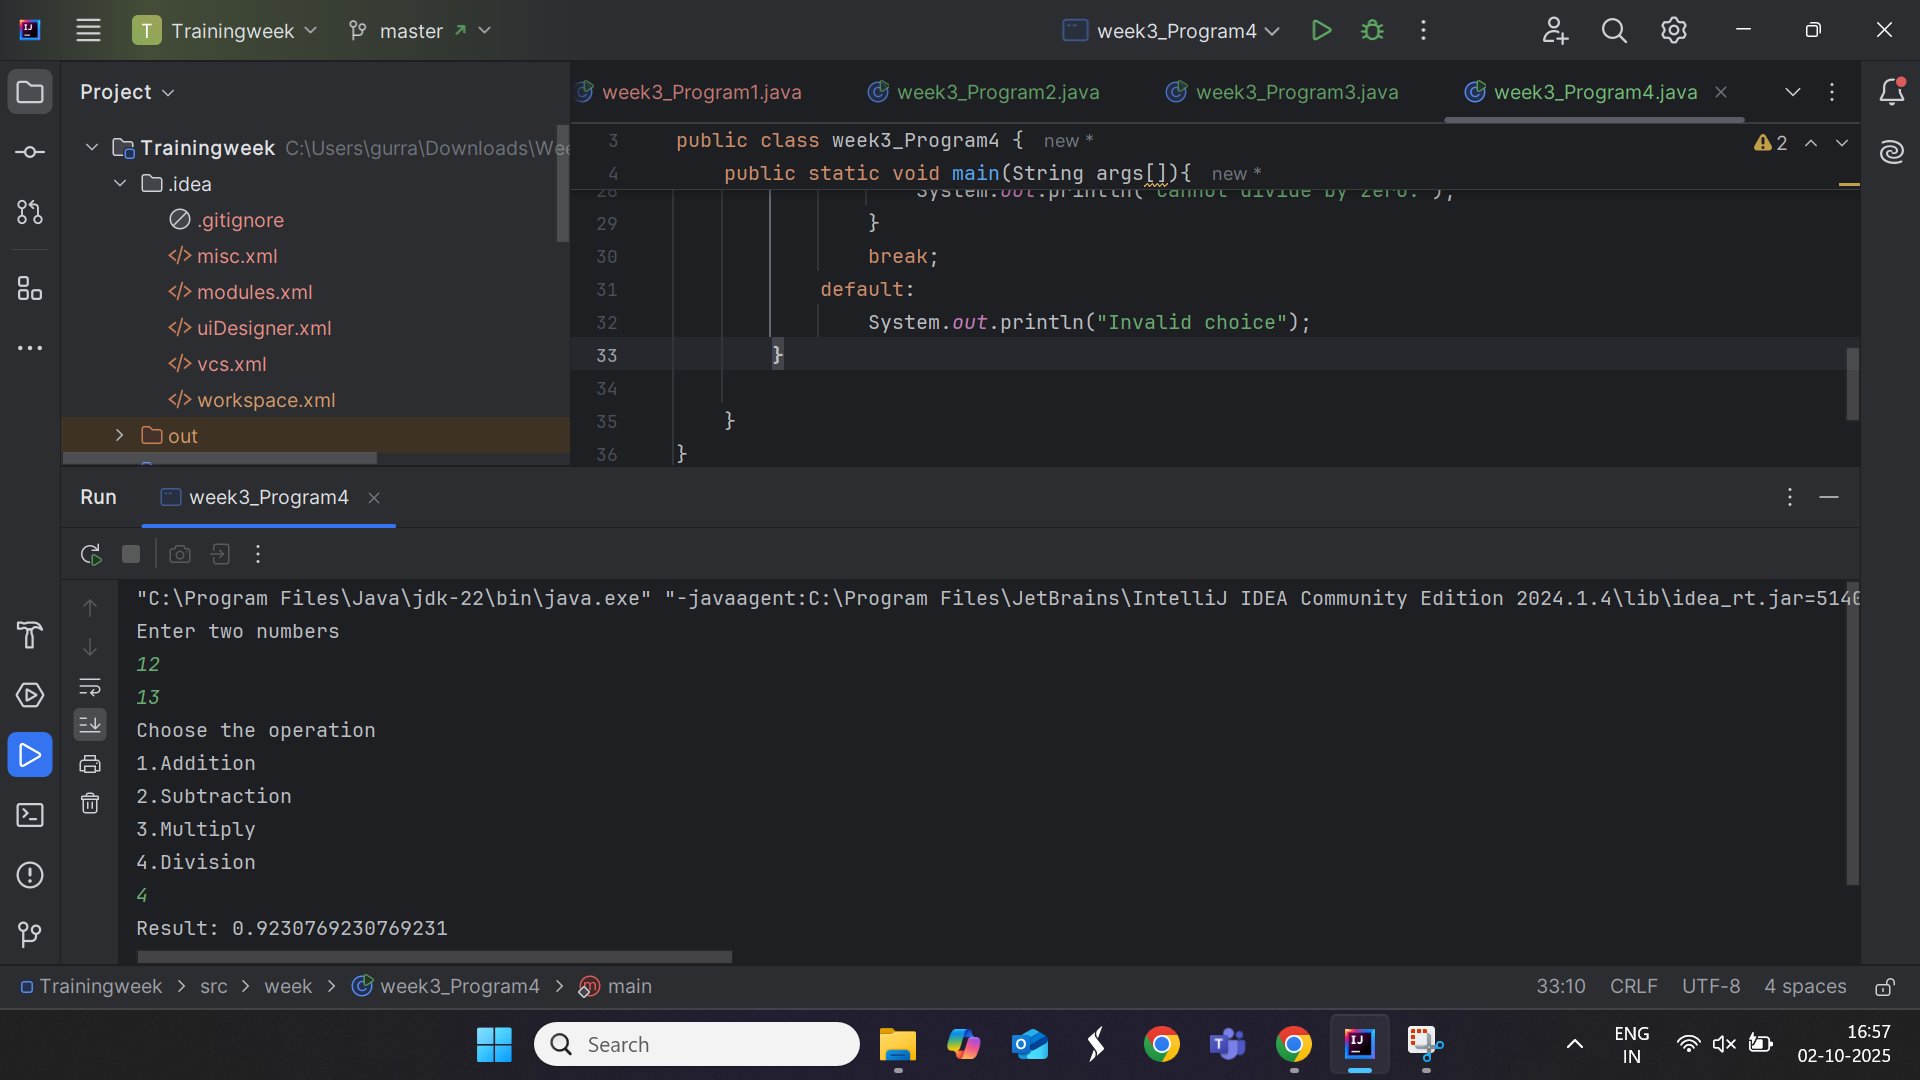 T Trainingweek master week3_Program4
Project
week3_Program1.java week3_Program2.java week3_Program3.java week3_Program4.java
Trainingweek C:\Users\gurra\Downloads\Wee
.idea
.gitignore
misc.xml
modules.xml
uiDesigner.xml
vcs.xml
workspace.xml
out
3 public class week3_Program4 { new *
2
4 public static void main(String args[]){ new *
28 System.out.println("Cannot divide by zero.");
29 }
30 break;
31 default:
32 System.out.println("Invalid choice");
33 }
34
35 }
36 }
Run week3_Program4
"C:\Program Files\Java\jdk-22\bin\java.exe" "-javaagent:C:\Program Files\JetBrains\IntelliJ IDEA Community Edition 2024.1.4\lib\idea_rt.jar=5140
Enter two numbers
12
13
Choose the operation
1.Addition
2.Subtraction
3.Multiply
4.Division
4
Result: 0.9230769230769231
Trainingweek > src > week > week3_Program4 > main
33:10 CRLF UTF-8 4 spaces
Search
ENG
IN
16:57
02-10-2025